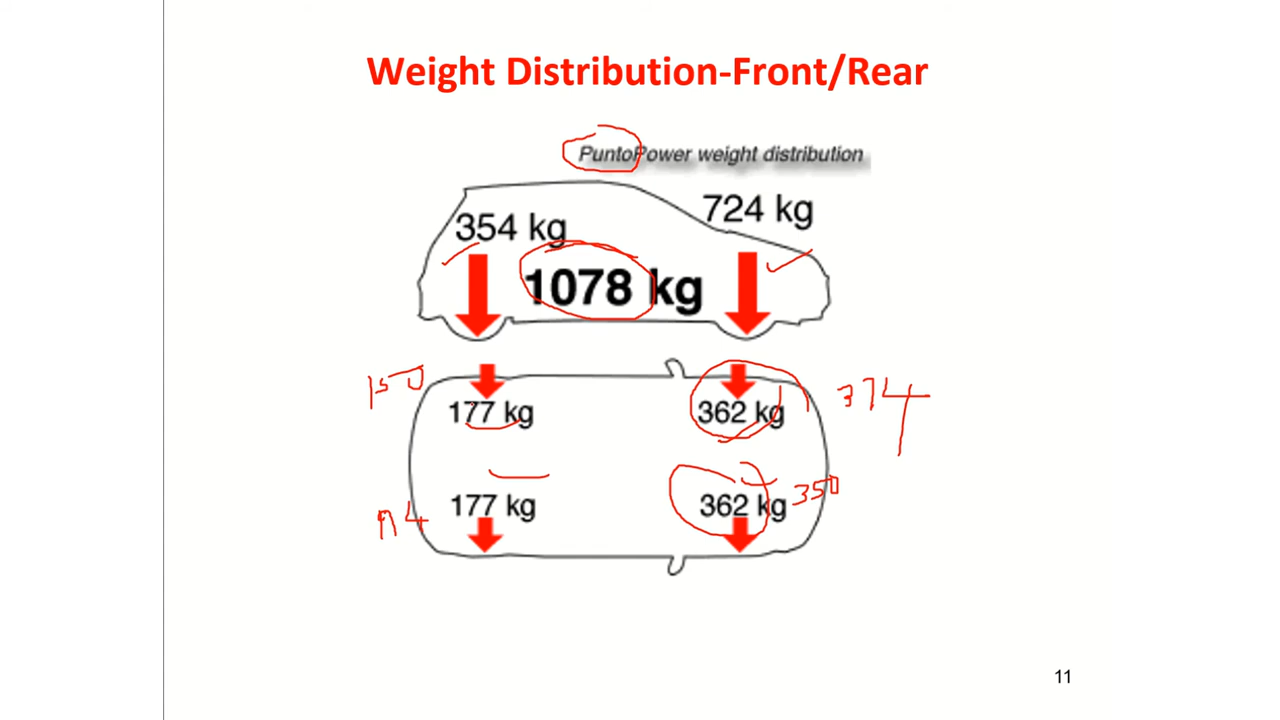 Weight Distribution-Front/Rear
PuntoPower weight distribution
354 kg
724 kg
1078 kg
150
177 kg
362 kg
374
177 kg
362 kg
350
11